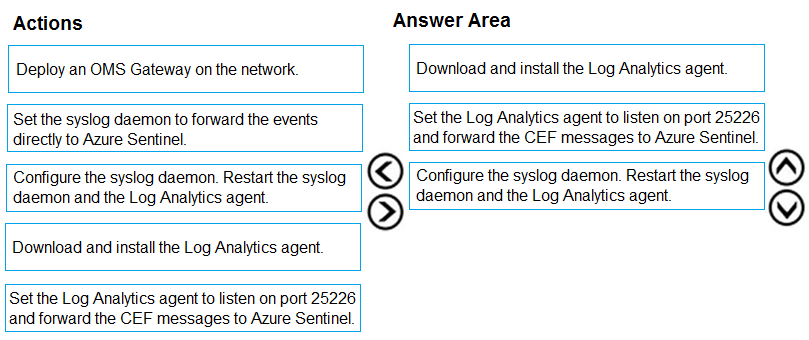 Actions
Deploy an OMS Gateway on the network.
Set the syslog daemon to forward the events
directly to Azure Sentinel.
Configure the syslog daemon. Restart the syslog
daemon and the Log Analytics agent.
Download and install the Log Analytics agent.
Set the Log Analytics agent to listen on port 25226
and forward the CEF messages to Azure Sentinel.
Answer Area
Download and install the Log Analytics agent.
Set the Log Analytics agent to listen on port 25226
and forward the CEF messages to Azure Sentinel.
Configure the syslog daemon. Restart the syslog
daemon and the Log Analytics agent.